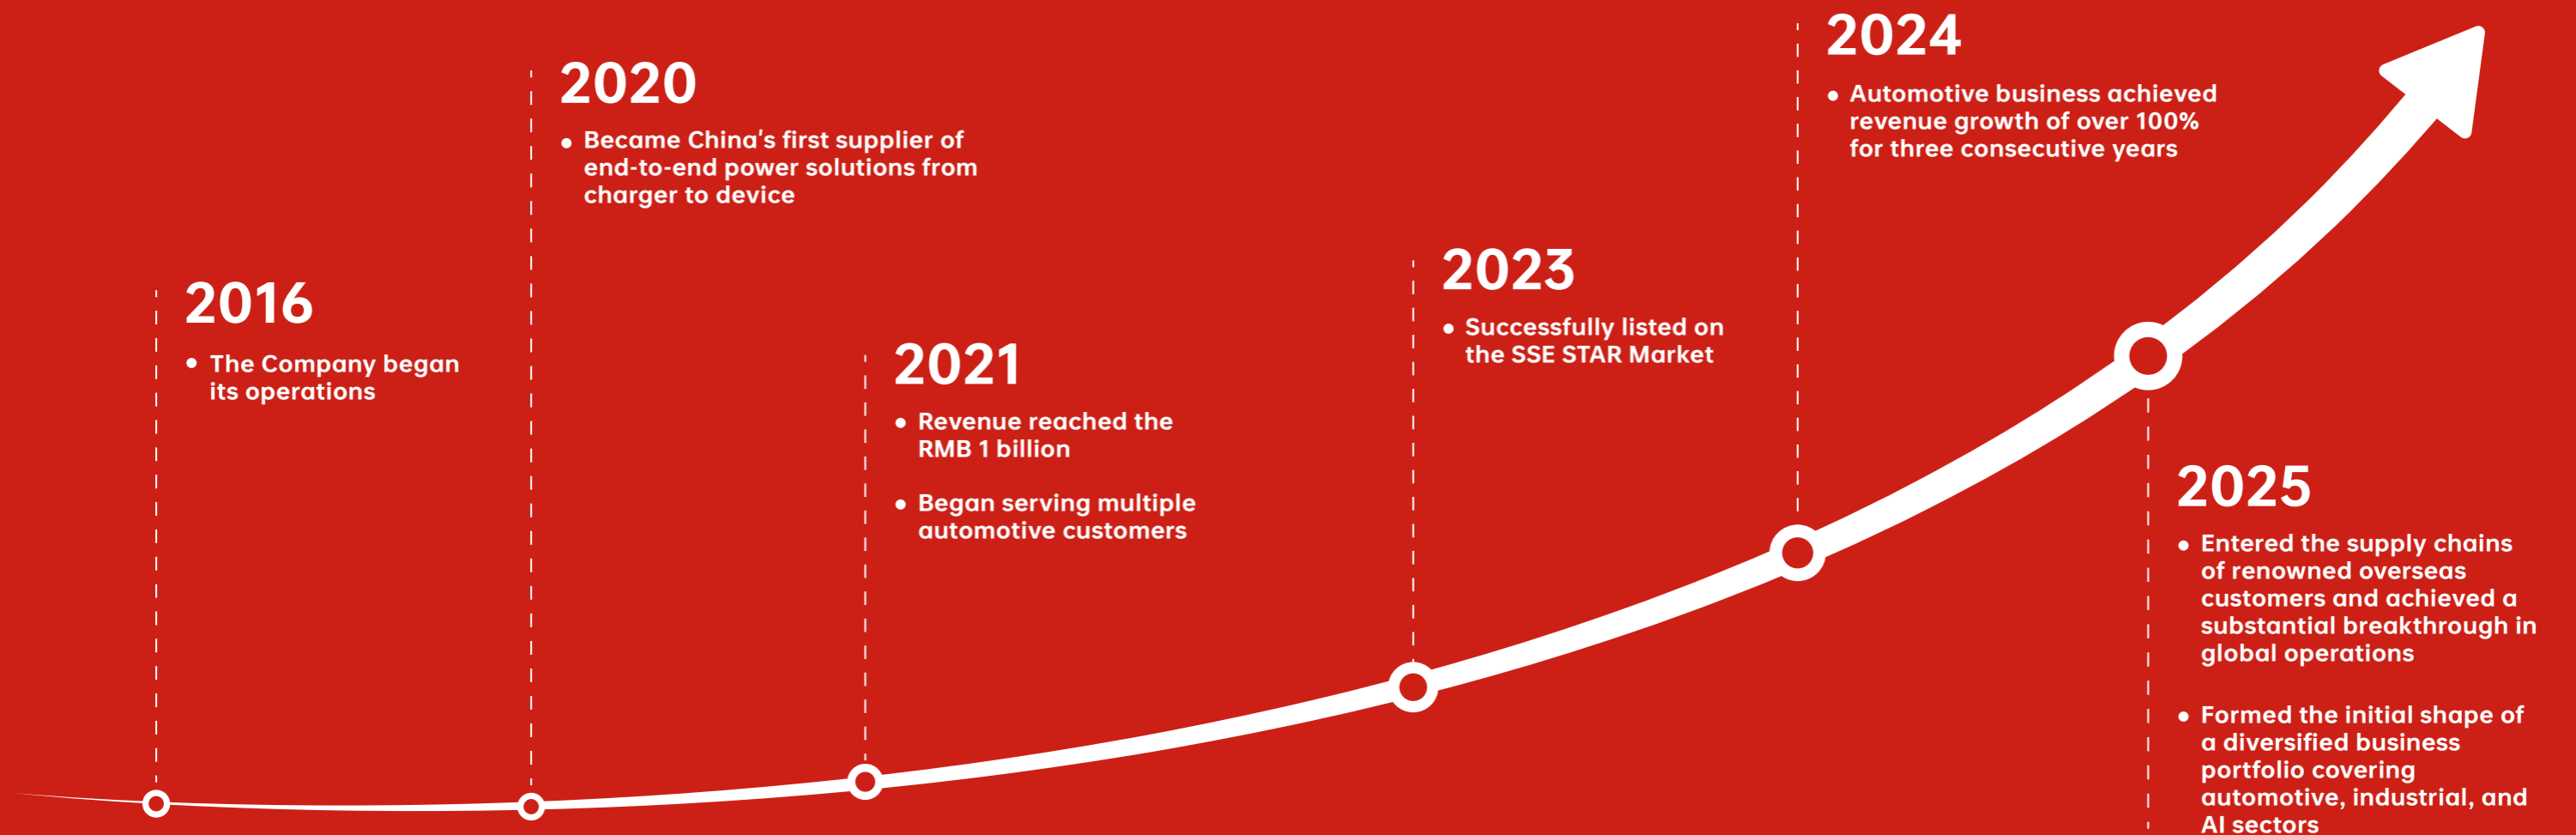 2016
• The Company began
its operations
2020
• Became China's first supplier of
end-to-end power solutions from
charger to device
2021
• Revenue reached the
RMB 1 billion
• Began serving multiple
automotive customers
2023
• Successfully listed on
the SSE STAR Market
2024
• Automotive business achieved
revenue growth of over 100%
for three consecutive years
2025
• Entered the supply chains
of renowned overseas
customers and achieved a
substantial breakthrough in
global operations
• Formed the initial shape of
a diversified business
portfolio covering
automotive, industrial, and
AI sectors